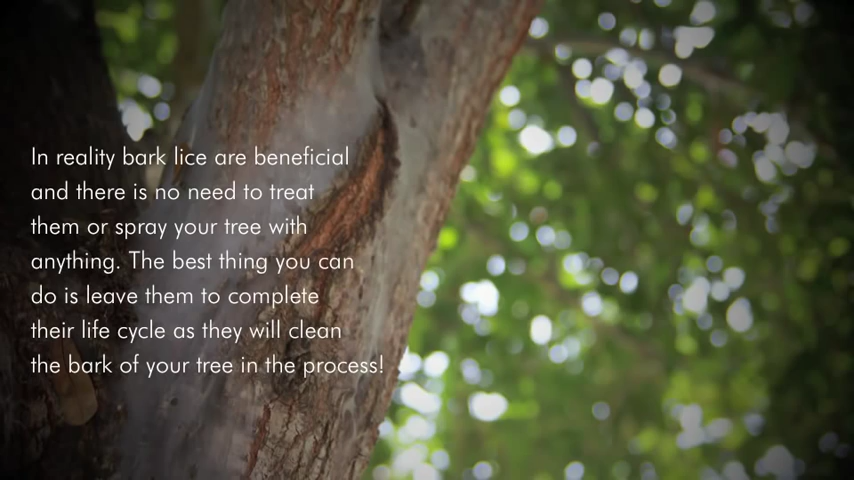 In reality bark lice are beneficial
and there is no need to treat
them or spray your tree with
anything. The best thing you can
do is leave them to complete
their life cycle as they will clean
the bark of your tree in the process!